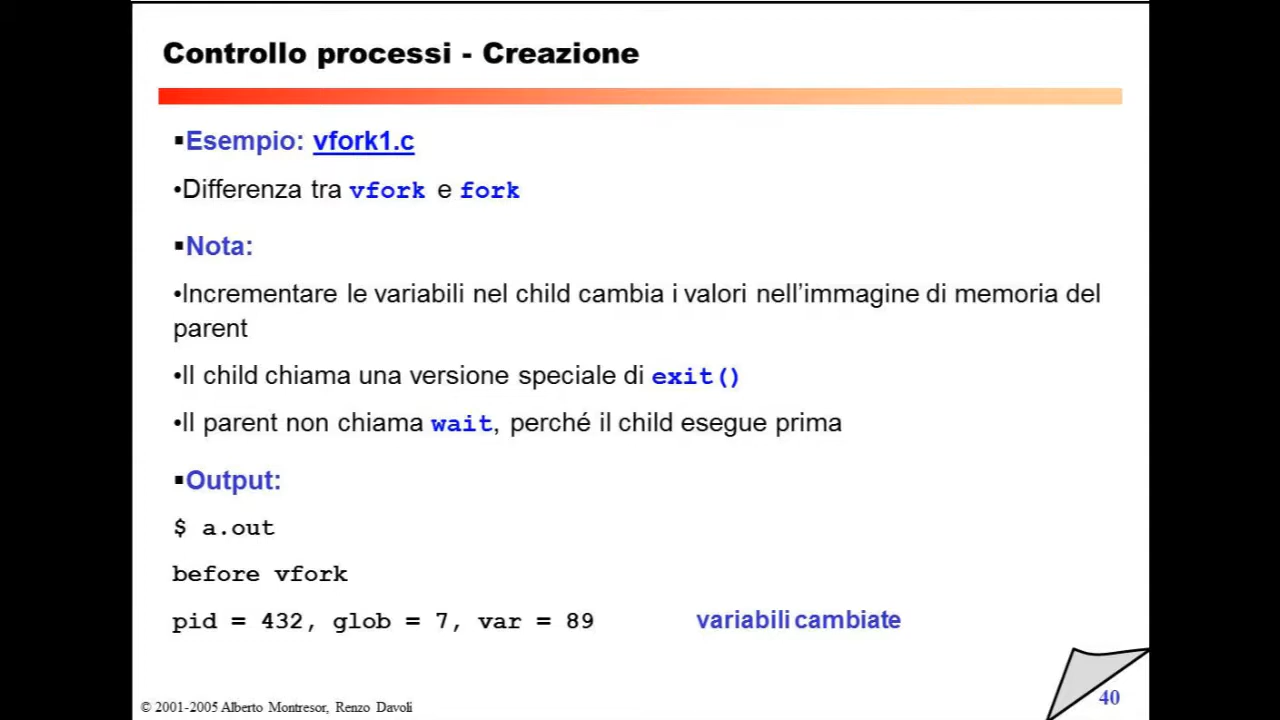 Controllo processi - Creazione
▪Esempio: vfork1.c
•Differenza tra vfork e fork
▪Nota:
•Incrementare le variabili nel child cambia i valori nell’immagine di memoria del
parent
•Il child chiama una versione speciale di exit()
•Il parent non chiama wait, perché il child esegue prima
▪Output:
$ a.out
before vfork
pid = 432, glob = 7, var = 89 variabili cambiate
© 2001-2005 Alberto Montresor, Renzo Davoli
40